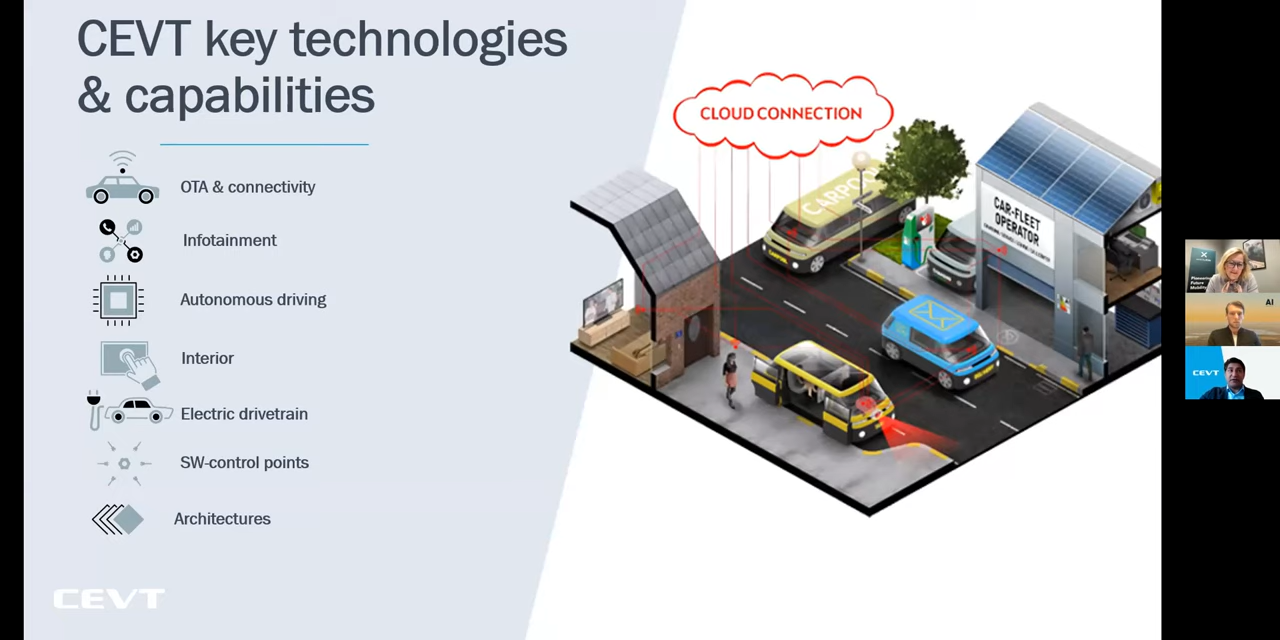 CEVT key technologies
& capabilities
OTA & connectivity
Infotainment
Autonomous driving
Interior
Electric drivetrain
SW-control points
Architectures
CEVT
CLOUD CONNECTION
CARPOOL
CAR-FLEET
OPERATOR
AI
CEVT